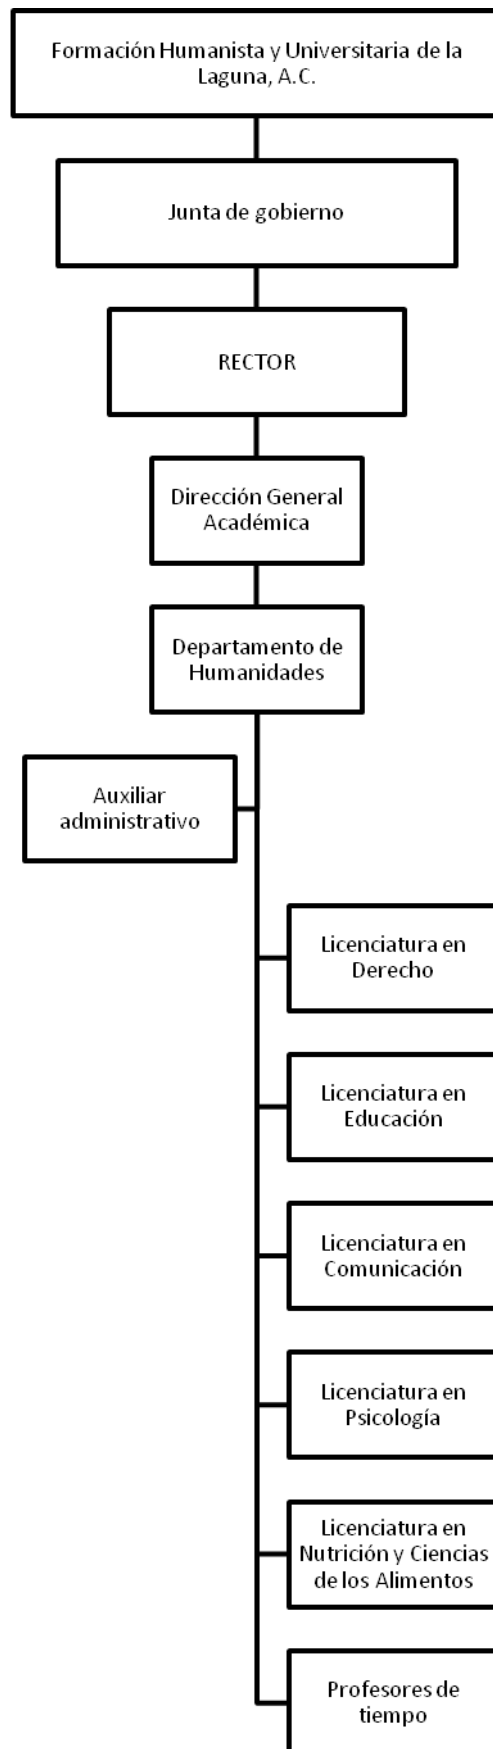 Formación Humanista y Universitaria de la
Laguna, A.C.
Junta de gobierno
RECTOR
Dirección General
Académica
Departamento de
Humanidades
Auxiliar
administrativo
Licenciatura en
Derecho
Licenciatura en
Educación
Licenciatura en
Comunicación
Licenciatura en
Psicología
Licenciatura en
Nutrición y Ciencias
de los Alimentos
Profesores de
tiempo